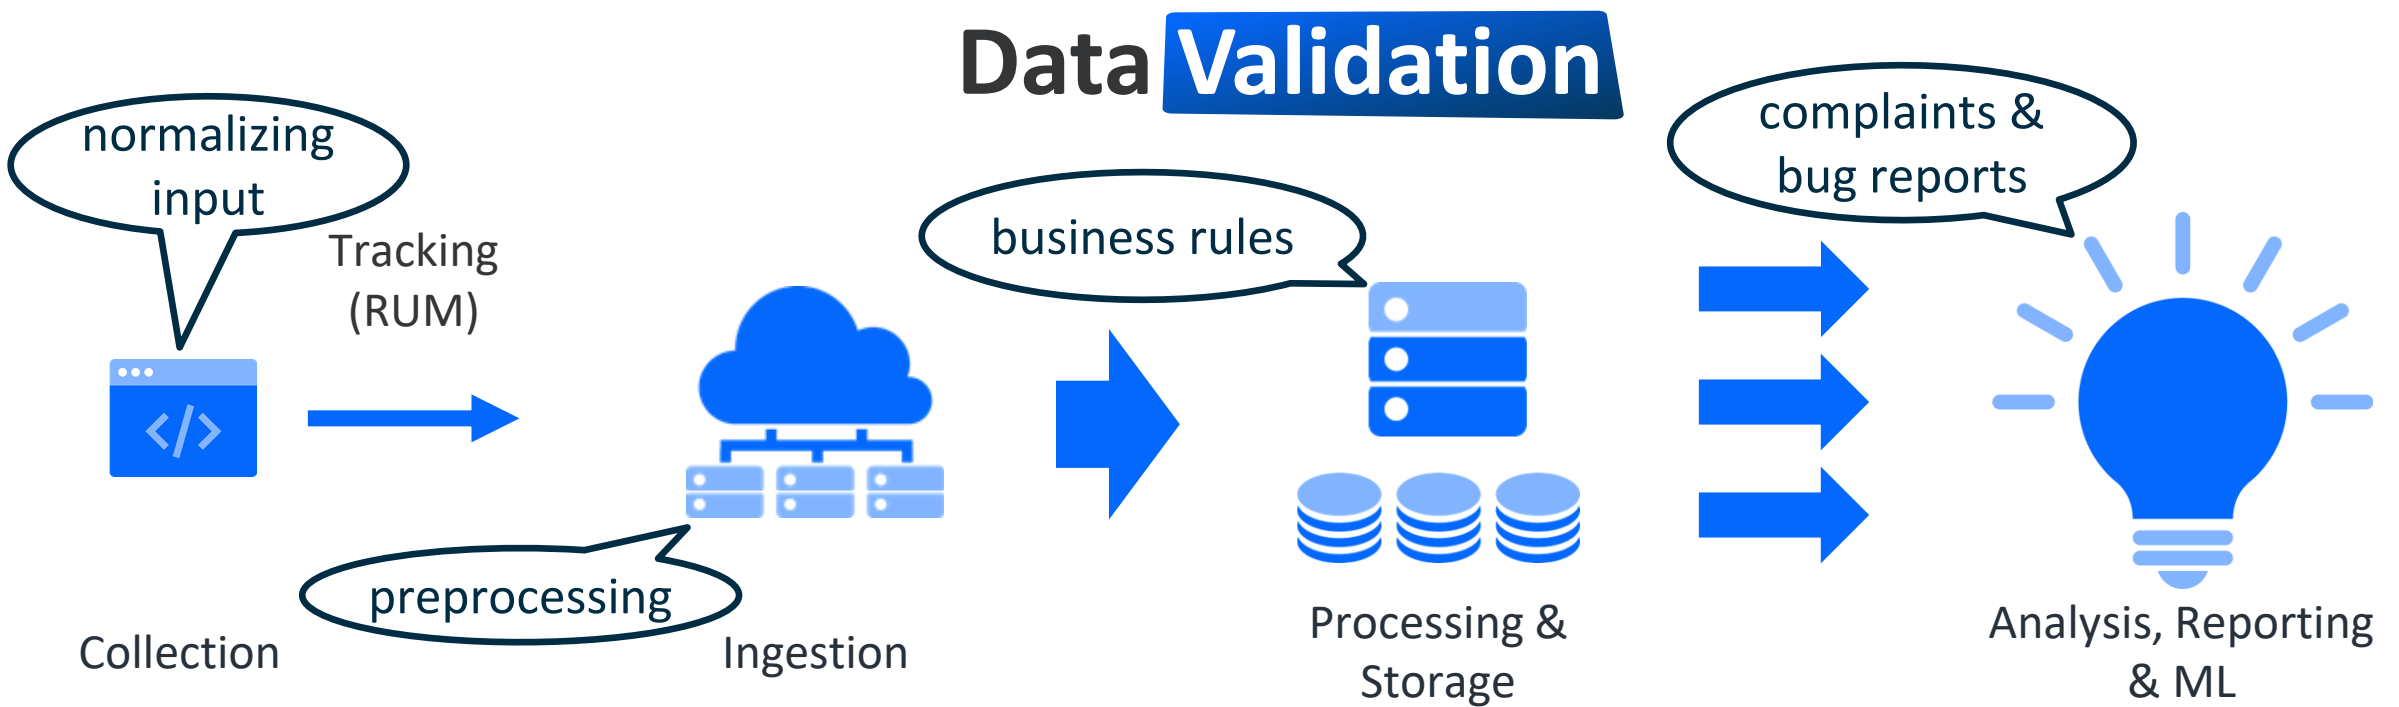 Data Validation
normalizing
input
Tracking
(RUM)
business rules
complaints &
bug reports
</>
preprocessing
Collection
Ingestion
Processing &
Storage
Analysis, Reporting
& ML